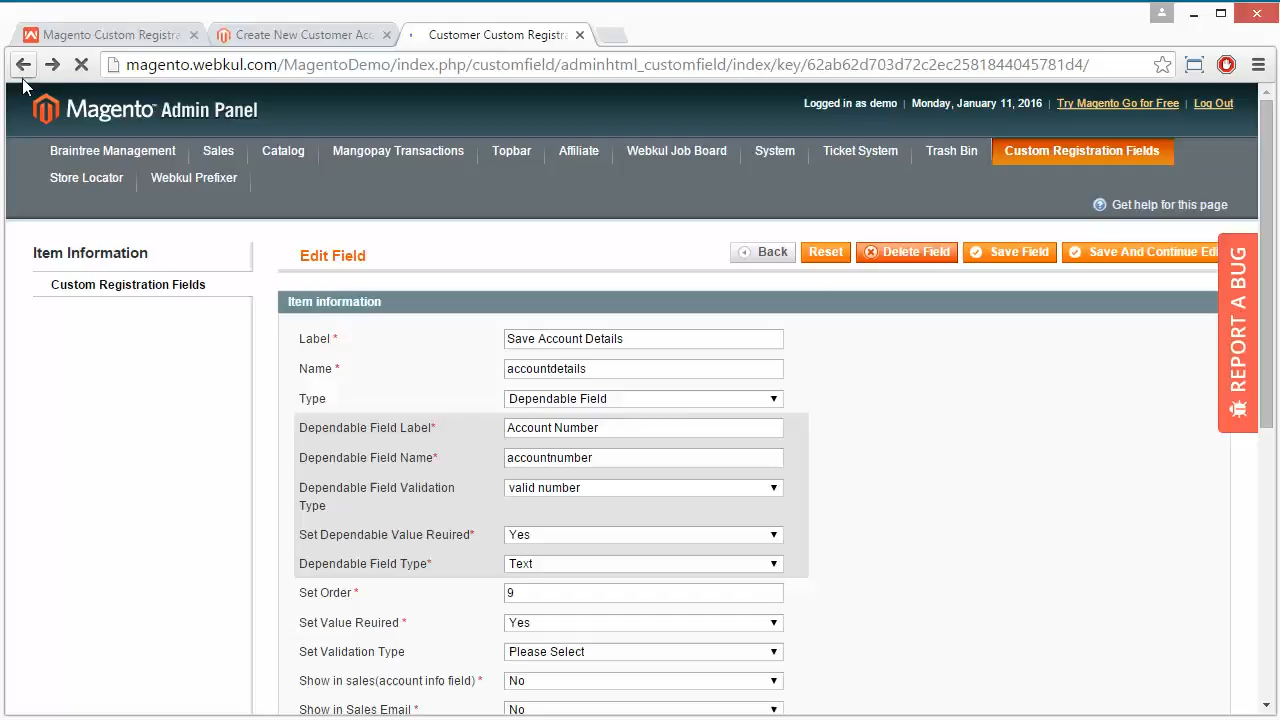 Magento Custom Registra
Create New Customer Acc
Customer Custom Registra
magento.webkul.com/MagentoDemo/index.php/customfield/adminhtml_customfield/index/key/62ab62d703d72c2ec2581844045781d4/
Magento Admin Panel
Logged in as demo | Monday, January 11, 2016 | Try Magento Go for Free | Log Out
Braintree Management Sales Catalog Mangopay Transactions Topbar Affiliate Webkul Job Board System Ticket System Trash Bin Custom Registration Fields
Store Locator Webkul Prefixer
Get help for this page
Item Information
Custom Registration Fields
Edit Field
Back Reset Delete Field Save Field Save And Continue Edi
REPORT A BUG
Item information
Label * Save Account Details
Name * accountdetails
Type Dependable Field
Dependable Field Label* Account Number
Dependable Field Name* accountnumber
Dependable Field Validation
Type valid number
Set Dependable Value Reuired* Yes
Dependable Field Type* Text
Set Order * 9
Set Value Reuired * Yes
Set Validation Type Please Select
Show in sales(account info field) * No
Show in Sales Email * No